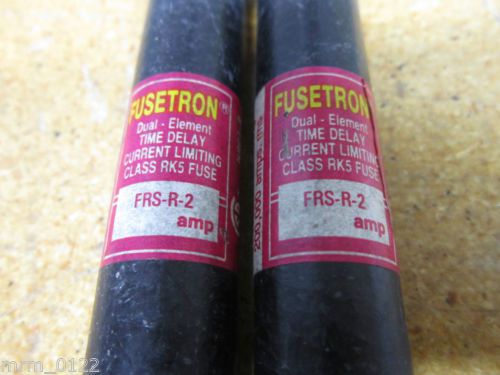 FUSETRON®
Dual - Element
TIME DELAY
CURRENT LIMITING
CLASS RK5 FUSE
FRS-R-2
amp
FUSETRON
Dual - Element
TIME DELAY
CURRENT LIMITING
CLASS RK5 FUSE
FRS-R-2
amp
200,000 amps RMS
mrm_0122